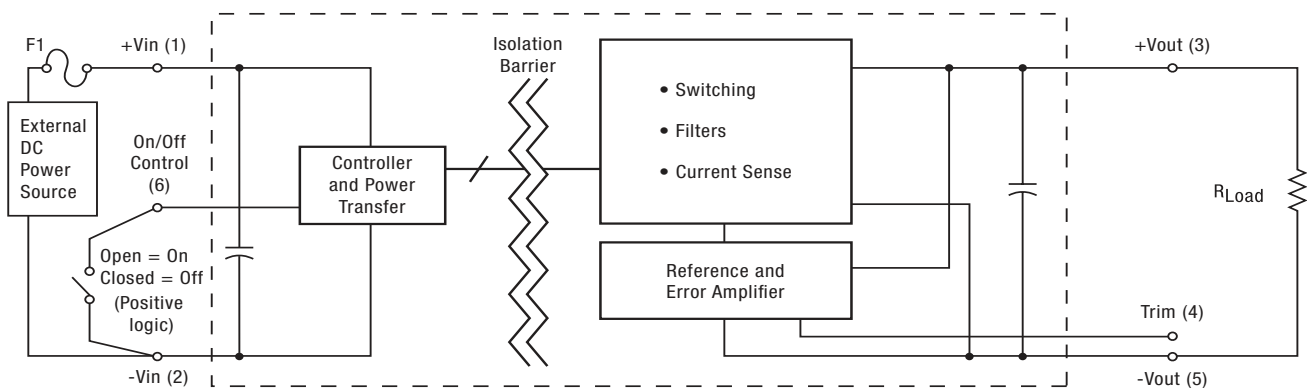 F1
+Vin (1)
External
DC
Power
Source
On/Off
Control
(6)
Open = On
Closed = Off
(Positive
logic)
-Vin (2)
Controller
and Power
Transfer
Isolation
Barrier
• Switching
• Filters
• Current Sense
Reference and
Error Amplifier
+Vout (3)
RLoad
Trim (4)
-Vout (5)